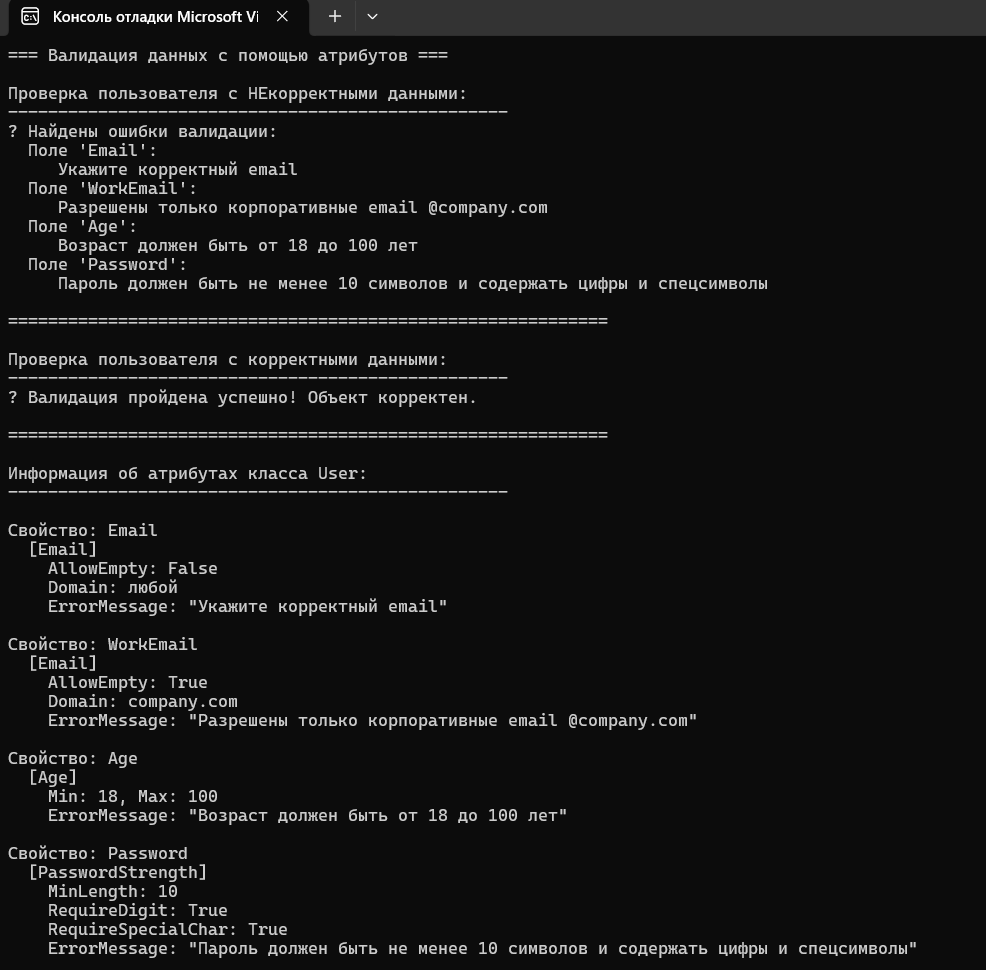 Консоль отладки Microsoft Vi
=== Валидация данных с помощью атрибутов ===
Проверка пользователя с НЕкорректными данными:
--------------------------------------------------
? Найдены ошибки валидации:
Поле 'Email':
Укажите корректный email
Поле 'WorkEmail':
Разрешены только корпоративные email @company.com
Поле 'Age':
Возраст должен быть от 18 до 100 лет
Поле 'Password':
Пароль должен быть не менее 10 символов и содержать цифры и спецсимволы
============================================================
Проверка пользователя с корректными данными:
--------------------------------------------------
? Валидация пройдена успешно! Объект корректен.
============================================================
Информация об атрибутах класса User:
--------------------------------------------------
Свойство: Email
[Email]
AllowEmpty: False
Domain: любой
ErrorMessage: "Укажите корректный email"
Свойство: WorkEmail
[Email]
AllowEmpty: True
Domain: company.com
ErrorMessage: "Разрешены только корпоративные email @company.com"
Свойство: Age
[Age]
Min: 18, Max: 100
ErrorMessage: "Возраст должен быть от 18 до 100 лет"
Свойство: Password
[PasswordStrength]
MinLength: 10
RequireDigit: True
RequireSpecialChar: True
ErrorMessage: "Пароль должен быть не менее 10 символов и содержать цифры и спецсимволы"